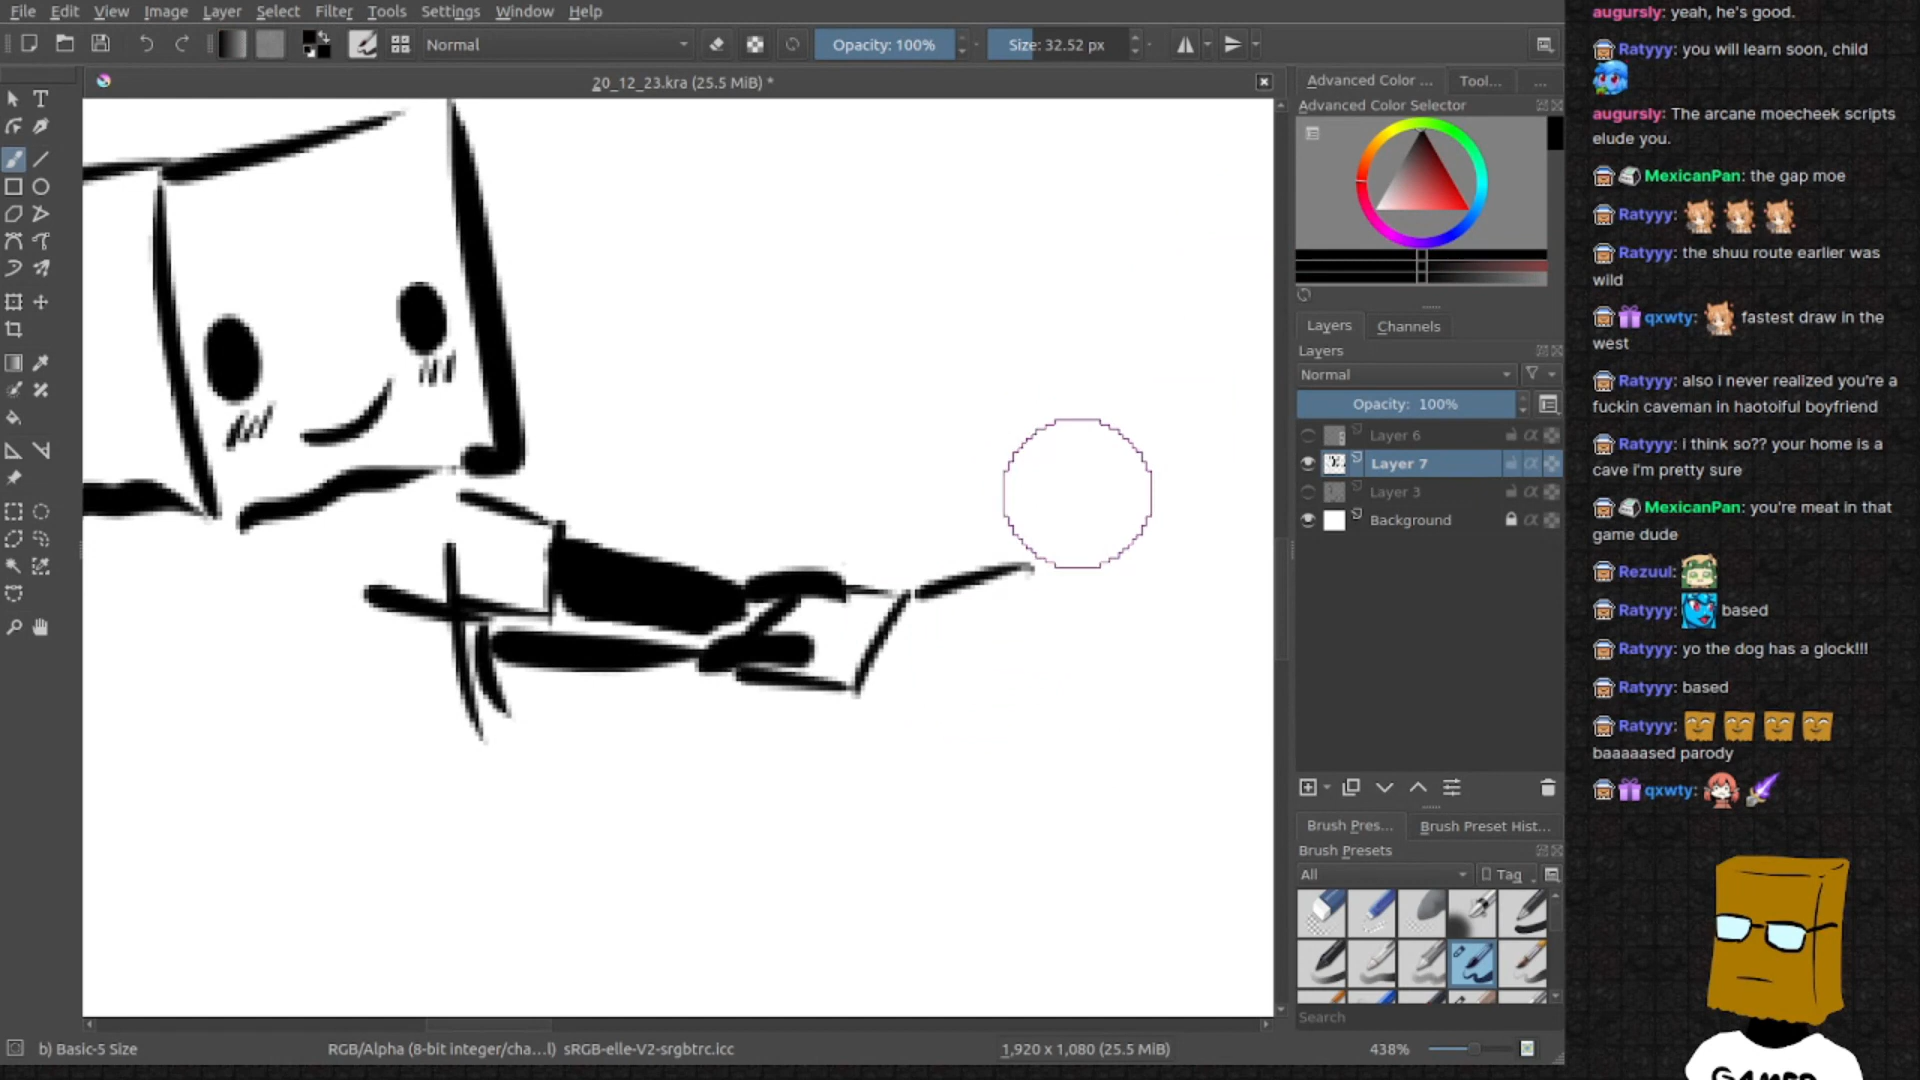 File Edit View Image Layer Select Filter Tools Settings Window Help
Normal
Opacity: 100%
Size: 32.52 px
20_12_23.kra (25.5 MiB) *
Advanced Color ...
Tool...
...
Advanced Color Selector
Layers
Channels
Layers
Normal
Opacity: 100%
Layer 6
Layer 7
Layer 3
Background
Brush Pres...
Brush Preset Hist...
Brush Presets
All
Tag
Search
b) Basic-5 Size
RGB/Alpha (8-bit integer/cha...l) sRGB-elle-V2-srgbtrc.icc
1,920 x 1,080 (25.5 MiB)
438%
augursly: yeah, he's good.
Ratyyy: you will learn soon, child
augursly: The arcane moecheek scripts
elude you.
MexicanPan: the gap moe
Ratyyy:
Ratyyy: the shuu route earlier was
wild
qxwty: fastest draw in the
west
Ratyyy: also i never realized you're a
fuckin caveman in haotoiful boyfriend
Ratyyy: i think so?? your home is a
cave i'm pretty sure
MexicanPan: you're meat in that
game dude
Rezuul:
Ratyyy: based
Ratyyy: yo the dog has a glock!!!
Ratyyy: based
Ratyyy:
baaaaased parody
qxwty:
GAMER